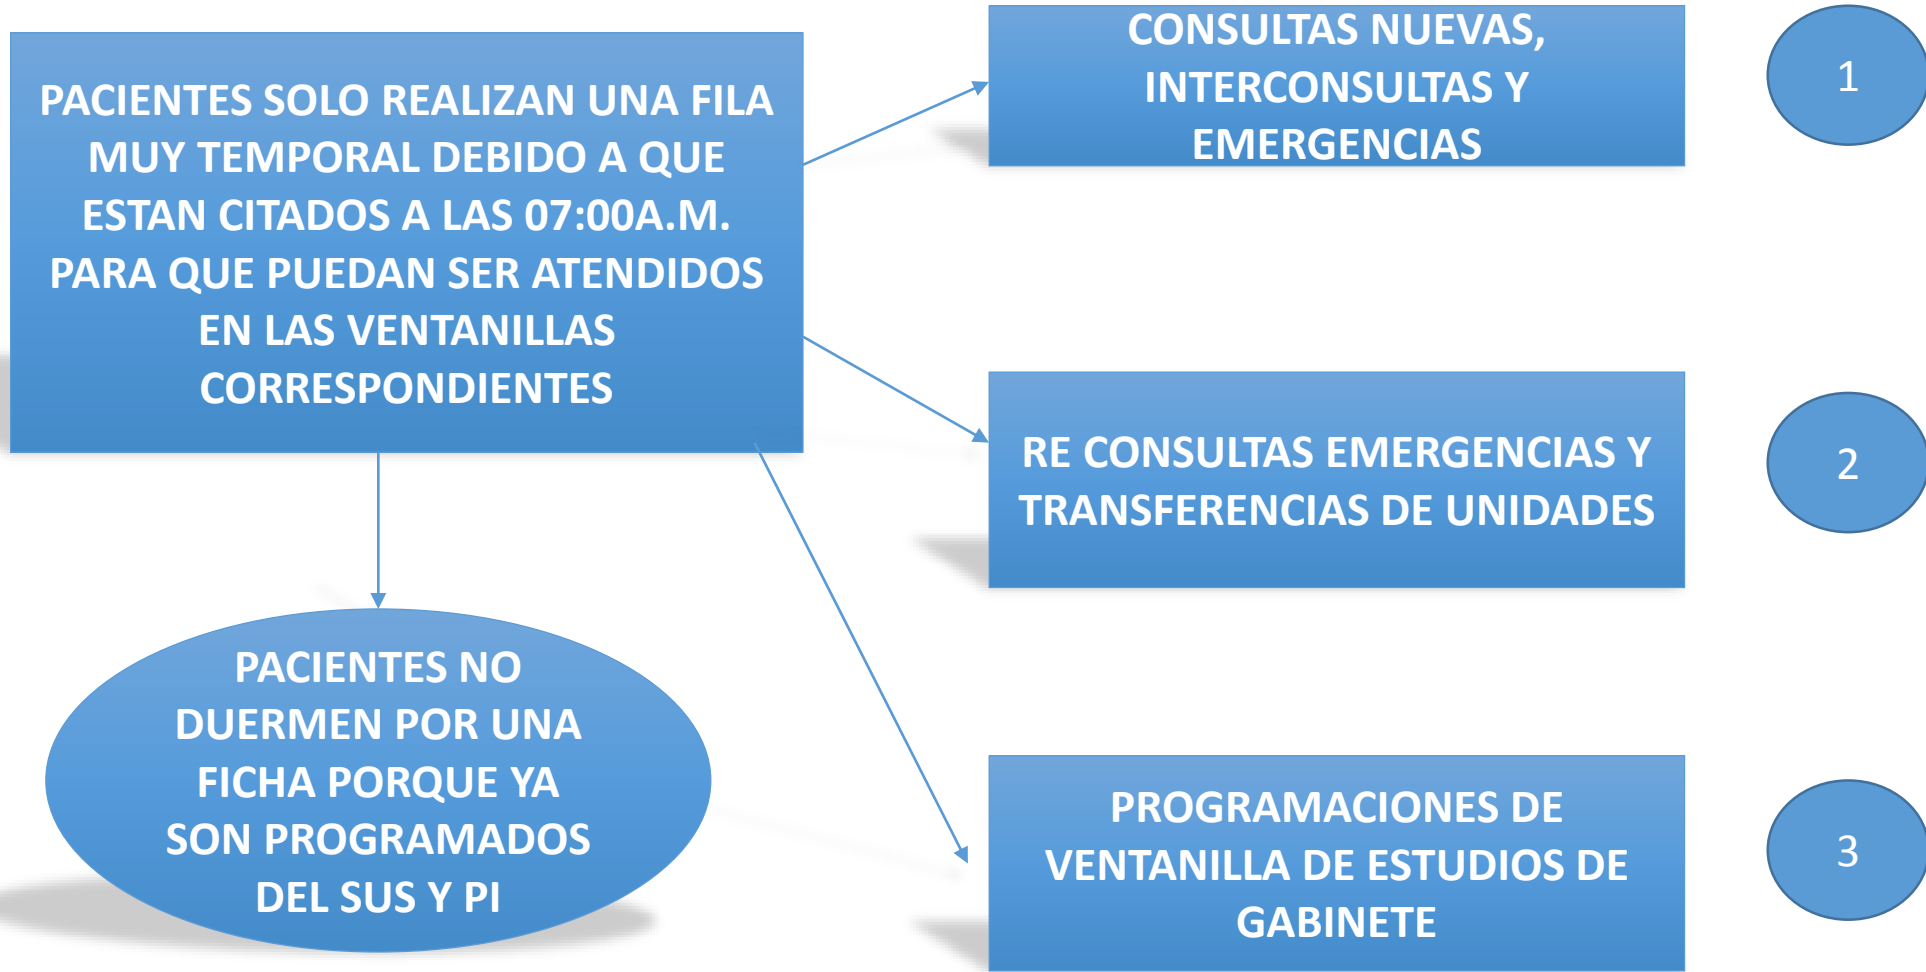 PACIENTES SOLO REALIZAN UNA FILA
MUY TEMPORAL DEBIDO A QUE
ESTAN CITADOS A LAS 07:00A.M.
PARA QUE PUEDAN SER ATENDIDOS
EN LAS VENTANILLAS
CORRESPONDIENTES
PACIENTES NO
DUERMEN POR UNA
FICHA PORQUE YA
SON PROGRAMADOS
DEL SUS Y PI
CONSULTAS NUEVAS,
INTERCONSULTAS Y
EMERGENCIAS
1
RE CONSULTAS EMERGENCIAS Y
TRANSFERENCIAS DE UNIDADES
2
PROGRAMACIONES DE
VENTANILLA DE ESTUDIOS DE
GABINETE
3